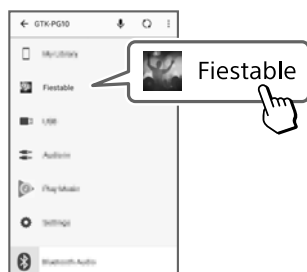 GTK-PG10
My Library
Fiestable
Fiestable
USB
Audio in
Play Music
Settings
Bluetooth Audio